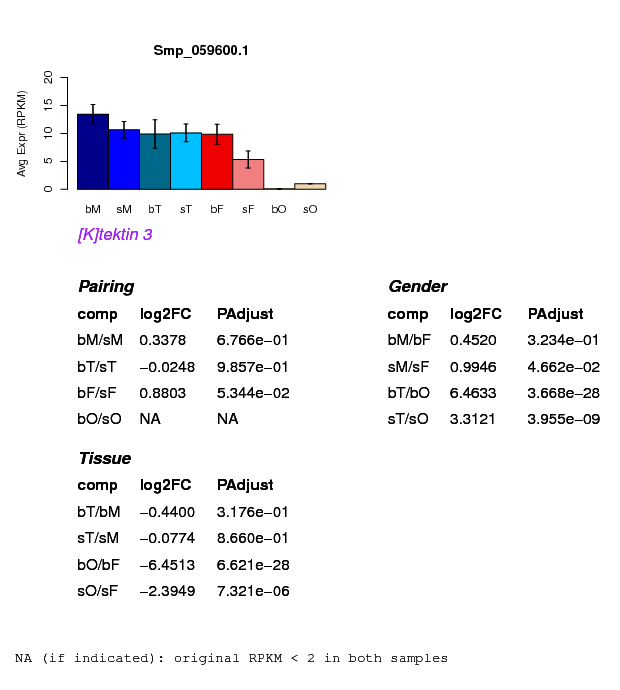 Smp_059600.1
Avg Expr (RPKM)
20
15
10
5
0
bM sM bT sT bF sF bO sO
[K]tektin 3
Pairing
comp log2FC PAdjust
bM/sM 0.3378 6.766e−01
bT/sT −0.0248 9.857e−01
bF/sF 0.8803 5.344e−02
bO/sO NA NA
Gender
comp log2FC PAdjust
bM/bF 0.4520 3.234e−01
sM/sF 0.9946 4.662e−02
bT/bO 6.4633 3.668e−28
sT/sO 3.3121 3.955e−09
Tissue
comp log2FC PAdjust
bT/bM −0.4400 3.176e−01
sT/sM −0.0774 8.660e−01
bO/bF −6.4513 6.621e−28
sO/sF −2.3949 7.321e−06
NA (if indicated): original RPKM < 2 in both samples